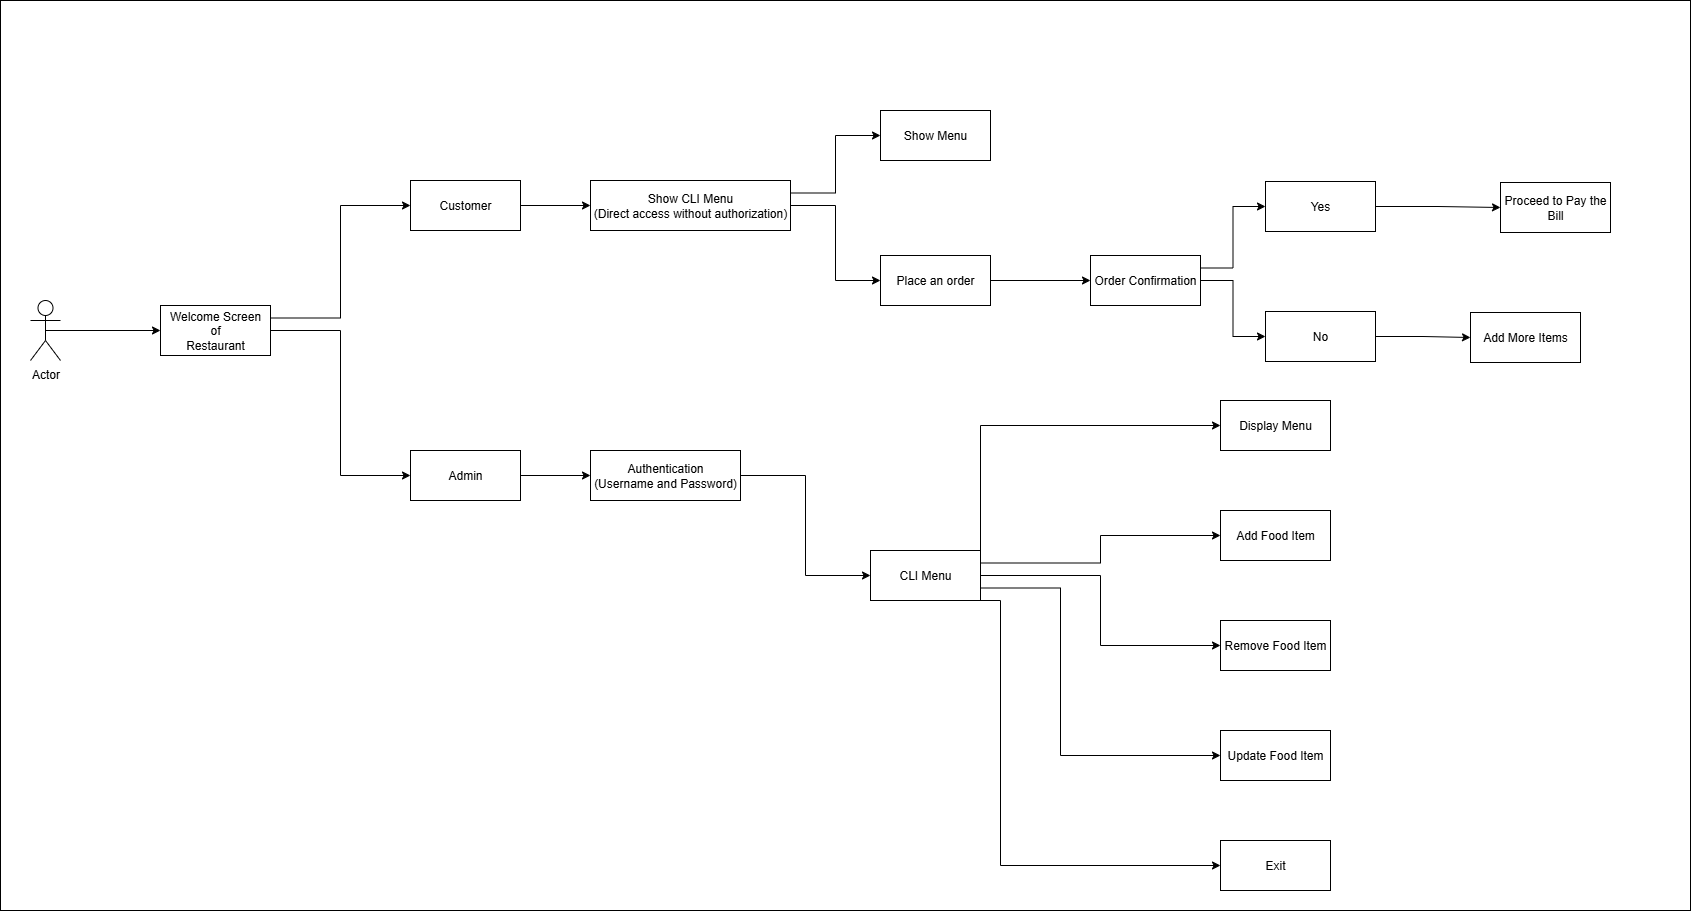 Show Menu
Customer
Show CLI Menu
(Direct access without authorization)
Yes
Proceed to Pay the
Bill
Place an order
Order Confirmation
Welcome Screen
of
Restaurant
No
Add More Items
Actor
Display Menu
Admin
Authentication
(Username and Password)
Add Food Item
CLI Menu
Remove Food Item
Update Food Item
Exit